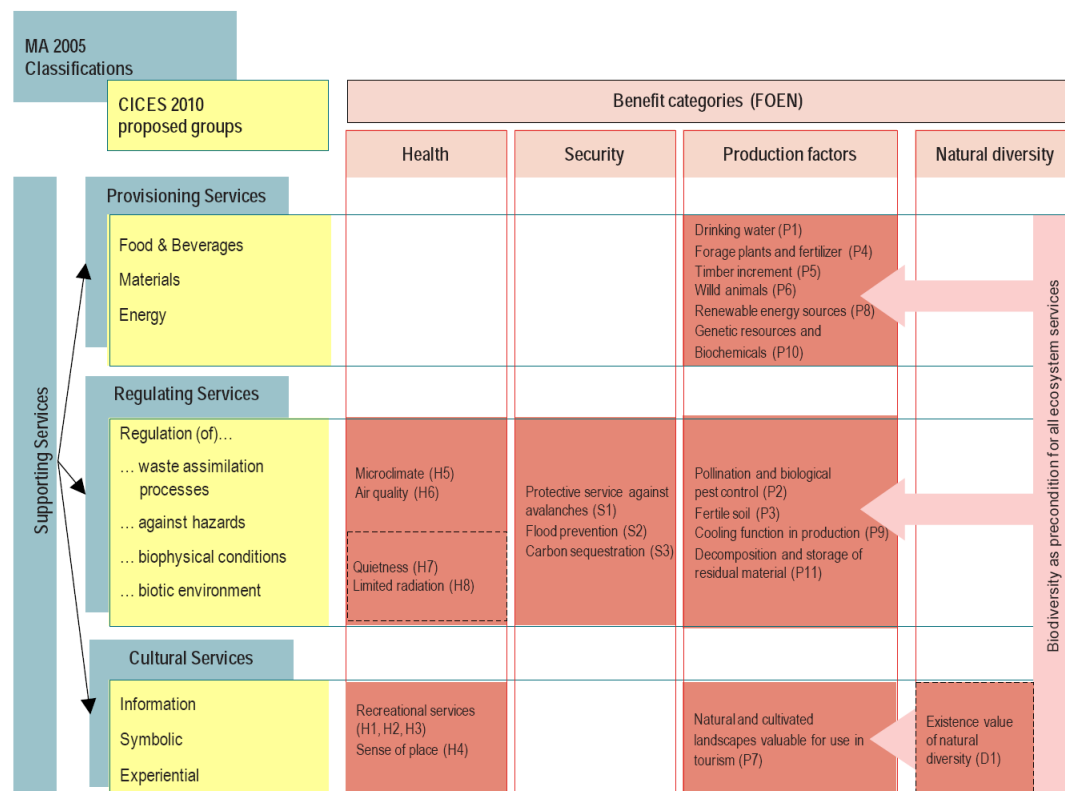 MA 2005
Classifications
CICES 2010
proposed groups
Benefit categories (FOEN)
Health
Security
Production factors
Natural diversity
Supporting Services
Provisioning Services
Food & Beverages
Materials
Energy
Drinking water (P1)
Forage plants and fertilizer (P4)
Timber increment (P5)
Willd animals (P6)
Renewable energy sources (P8)
Genetic resources and
Biochemicals (P10)
Regulating Services
Regulation (of)…
… waste assimilation
processes
… against hazards
… biophysical conditions
… biotic environment
Microclimate (H5)
Air quality (H6)
Quietness (H7)
Limited radiation (H8)
Protective service against
avalanches (S1)
Flood prevention (S2)
Carbon sequestration (S3)
Pollination and biological
pest control (P2)
Fertile soil (P3)
Cooling function in production (P9)
Decomposition and storage of
residual material (P11)
Cultural Services
Information
Symbolic
Experiential
Recreational services
(H1, H2, H3)
Sense of place (H4)
Natural and cultivated
landscapes valuable for use in
tourism (P7)
Existence value
of natural
diversity (D1)
Biodiversity as precondition for all ecosystem services